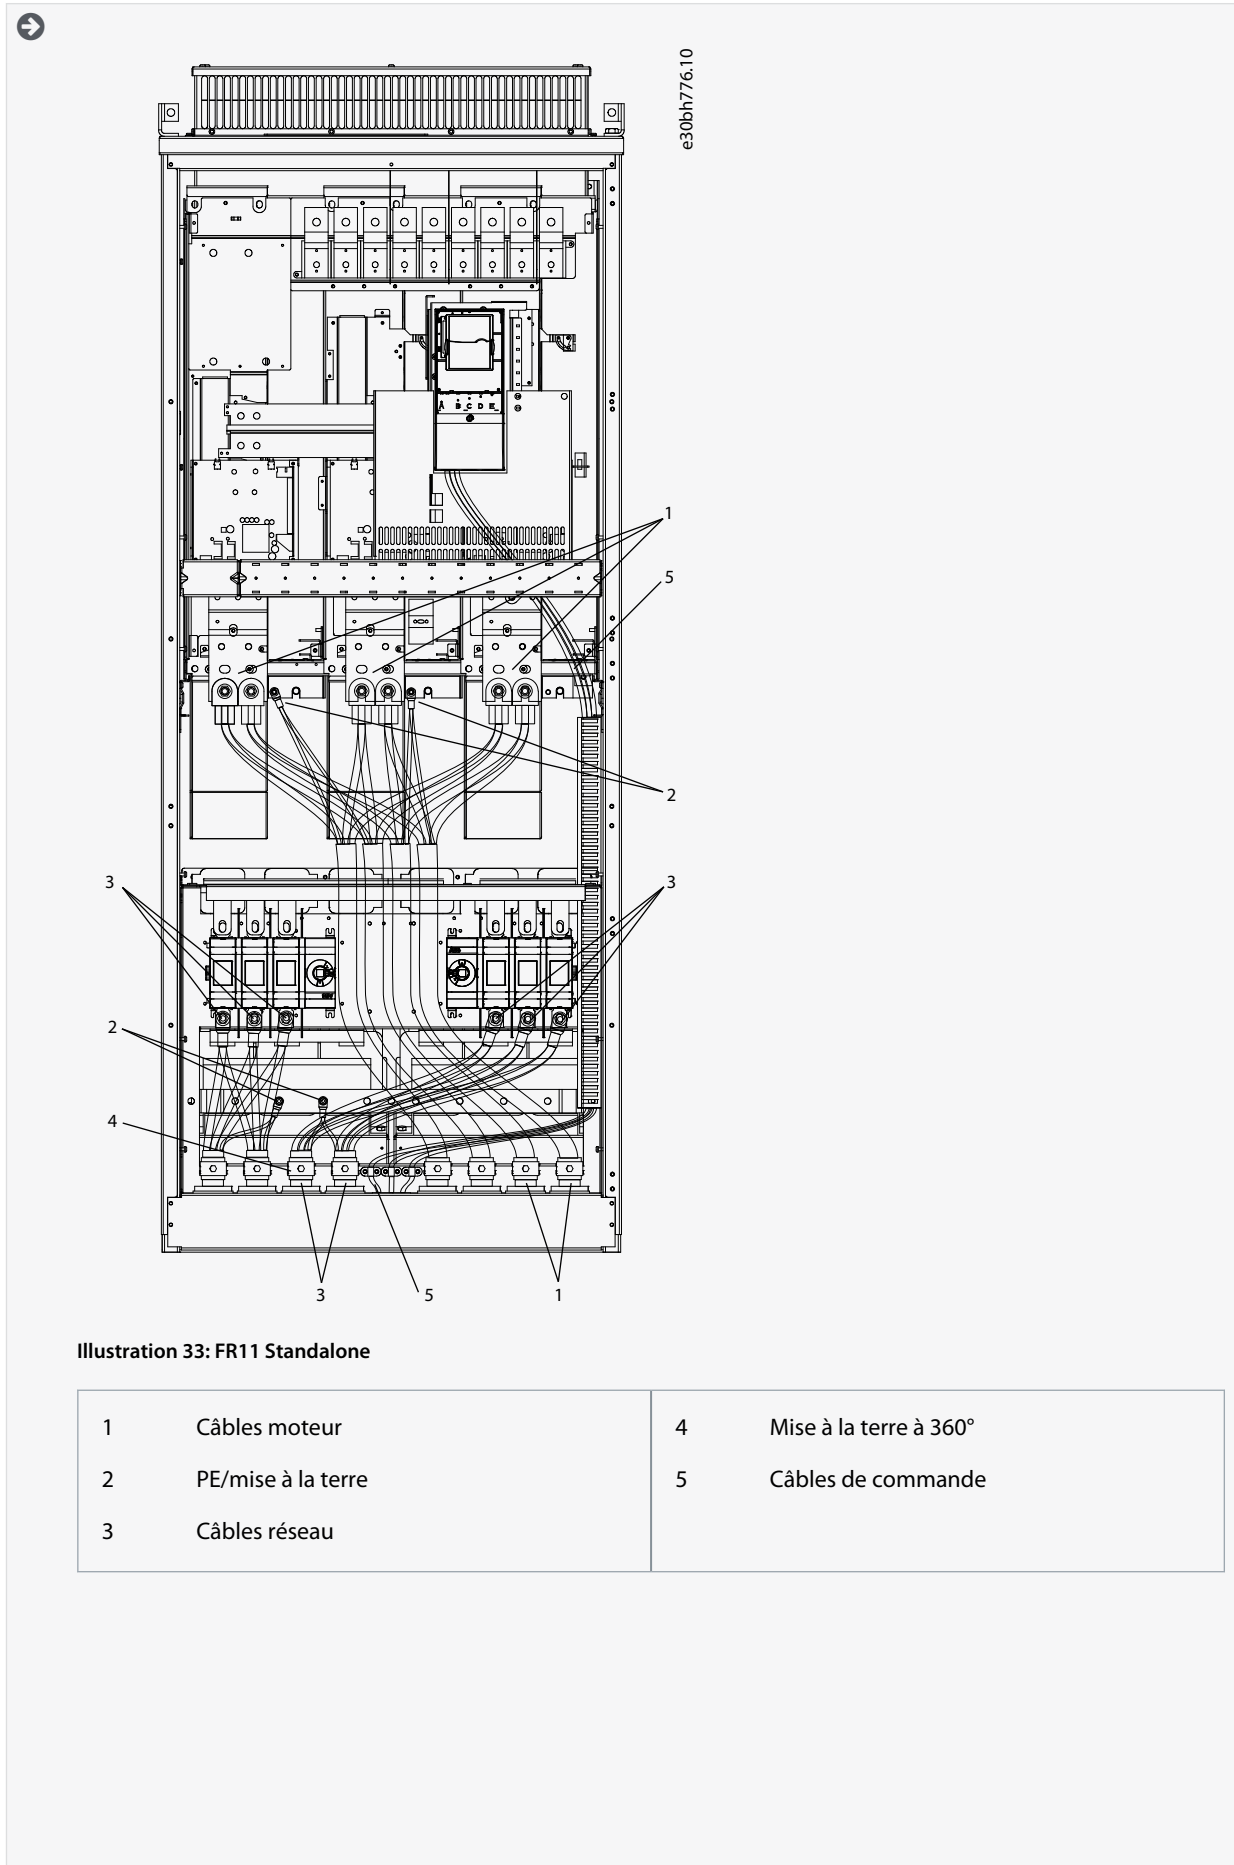 e30bh776.10
A B C D E
1
5
2
3
3
2
4
3
5
1
Illustration 33: FR11 Standalone
1 Câbles moteur
2 PE/mise à la terre
3 Câbles réseau
4 Mise à la terre à 360°
5 Câbles de commande